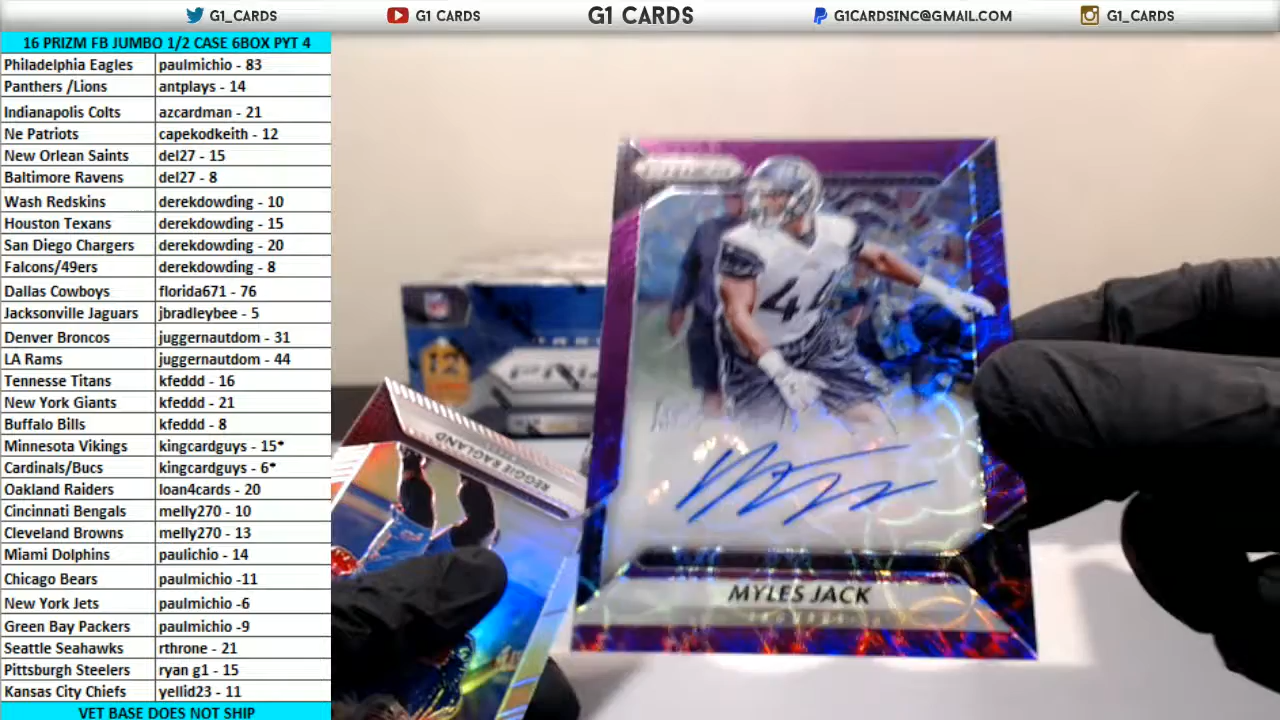 G1_CARDS
G1 CARDS
G1 CARDS
G1CARDSINC@GMAIL.COM
G1_CARDS
16 PRIZM FB JUMBO 1/2 CASE 6BOX PYT 4
Philadelphia Eagles paulmichio - 83
Panthers /Lions antplays - 14
Indianapolis Colts azcardman - 21
Ne Patriots capekodkeith - 12
New Orlean Saints del27 - 15
Baltimore Ravens del27 - 8
Wash Redskins derekdowding - 10
Houston Texans derekdowding - 15
San Diego Chargers derekdowding - 20
Falcons/49ers derekdowding - 8
Dallas Cowboys florida671 - 76
Jacksonville Jaguars jbradleybee - 5
Denver Broncos juggernautdom - 31
LA Rams juggernautdom - 44
Tennesse Titans kfeddd - 16
New York Giants kfeddd - 21
Buffalo Bills kfeddd - 8
Minnesota Vikings kingcardguys - 15*
Cardinals/Bucs kingcardguys - 6*
Oakland Raiders loan4cards - 20
Cincinnati Bengals melly270 - 10
Cleveland Browns melly270 - 13
Miami Dolphins paulichio - 14
Chicago Bears paulmichio -11
New York Jets paulmichio -6
Green Bay Packers paulmichio -9
Seattle Seahawks rthrone - 21
Pittsburgh Steelers ryan g1 - 15
Kansas City Chiefs yellid23 - 11
VET BASE DOES NOT SHIP
PRIZM
44
MYLES JACK
REGGIE RAGLAND
NFL
12